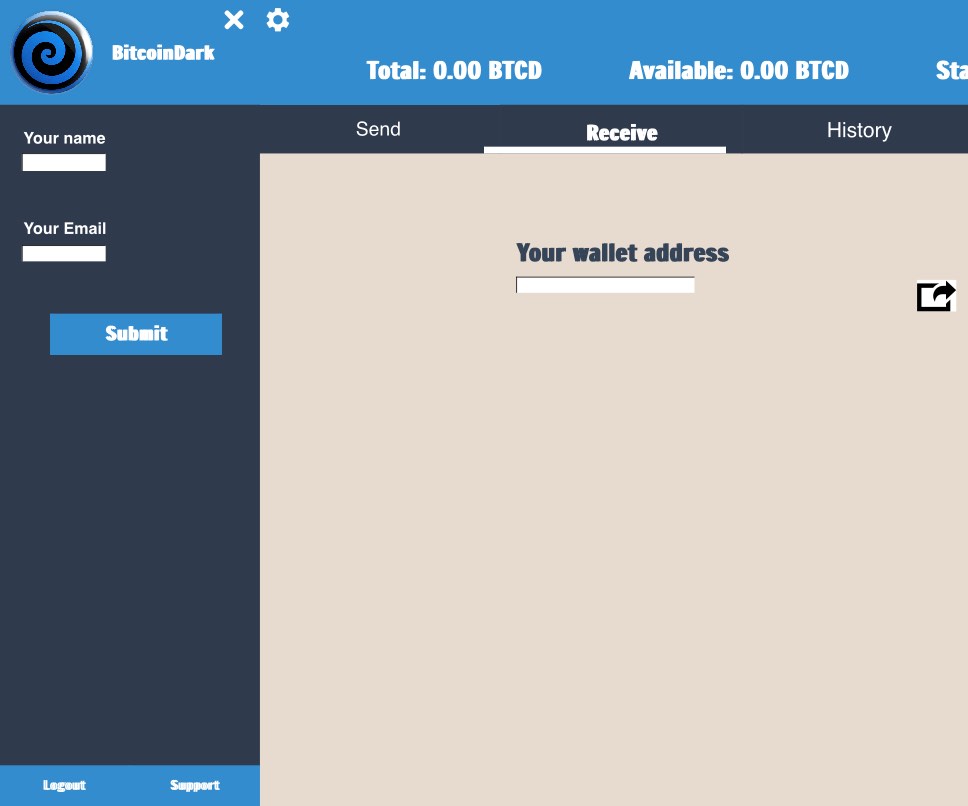 BitcoinDark
Total: 0.00 BTCD
Available: 0.00 BTCD
Sta
Your name
Your Email
Submit
Send
Receive
History
Your wallet address
Logout
Support